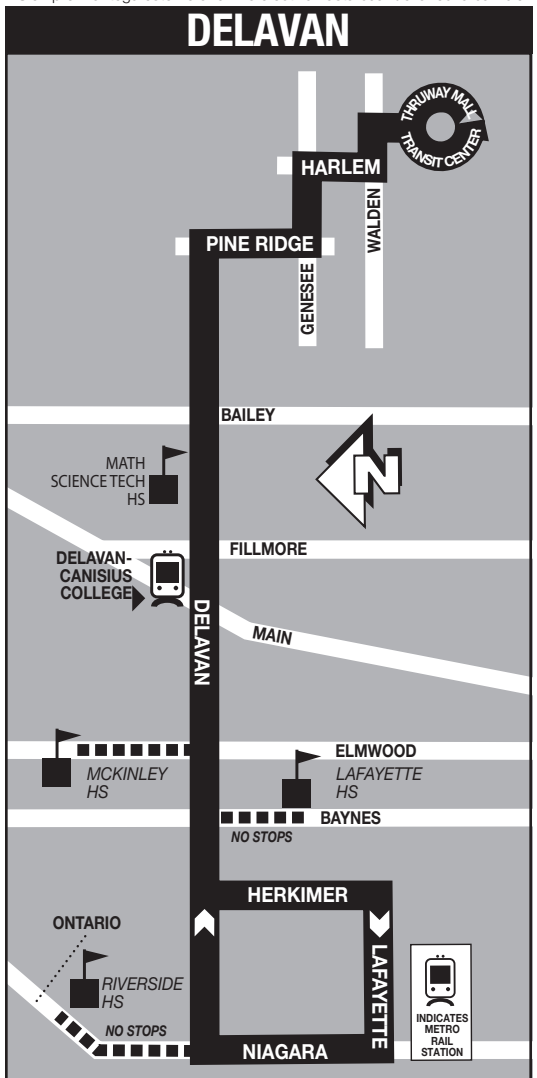 DELAVAN
THRUWAY MALL
TRANSIT CENTER
HARLEM
WALDEN
PINE RIDGE
GENESEE
BAILEY
MATH
SCIENCE TECH
HS
N
FILLMORE
DELAVAN-
CANISIUS
COLLEGE
DELAVAN
MAIN
ELMWOOD
MCKINLEY
HS
LAFAYETTE
HS
BAYNES
NO STOPS
HERKIMER
ONTARIO
LAFAYETTE
RIVERSIDE
HS
NO STOPS
NIAGARA
INDICATES
METRO
RAIL
STATION